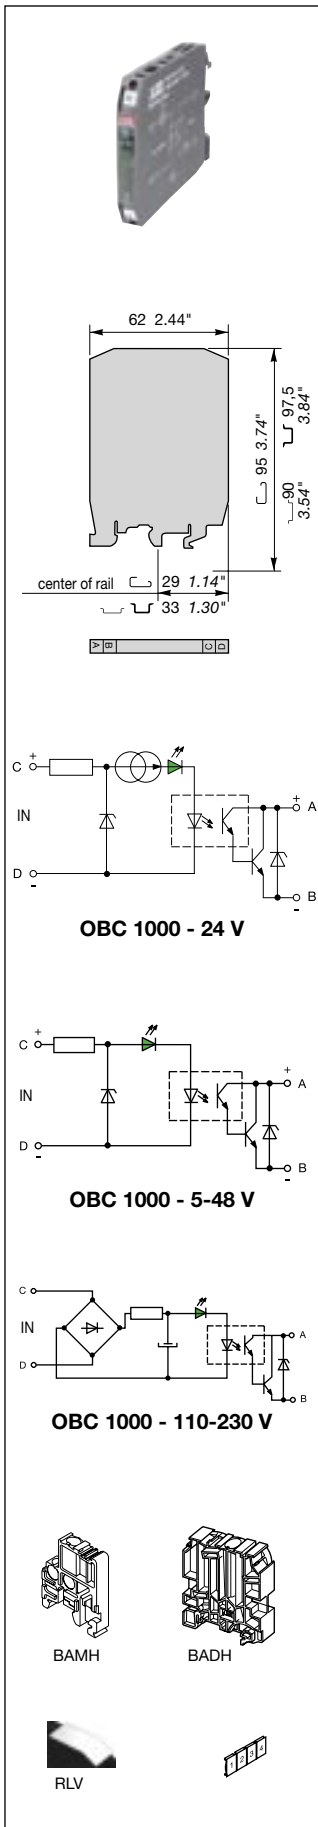 62 2.44"
95 3.74"
97,5 3.84"
90 3.54"
center of rail 29 1.14"
33 1.30"
A B C D
C + A +
IN
D - B -
OBC 1000 - 24 V
C + A +
IN
D - B -
OBC 1000 - 5-48 V
C A
IN
D B
OBC 1000 - 110-230 V
BAMH BADH
1 2 3 4
RLV